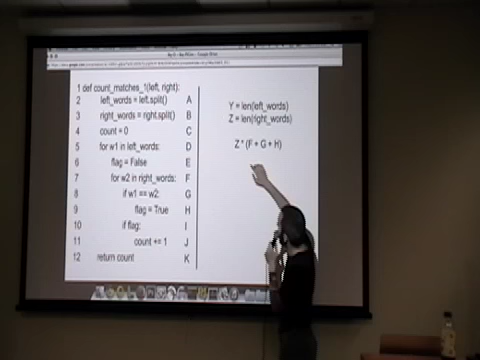 1 def count_matches_1(left, right):
2 left_words = left.split() A
3 right_words = right.split() B
4 count = 0 C
5 for w1 in left_words: D
6 flag = False E
7 for w2 in right_words: F
8 if w1 == w2: G
9 flag = True H
10 if flag: I
11 count += 1 J
12 return count K
Y = len(left_words)
Z = len(right_words)
Z * (F + G + H)